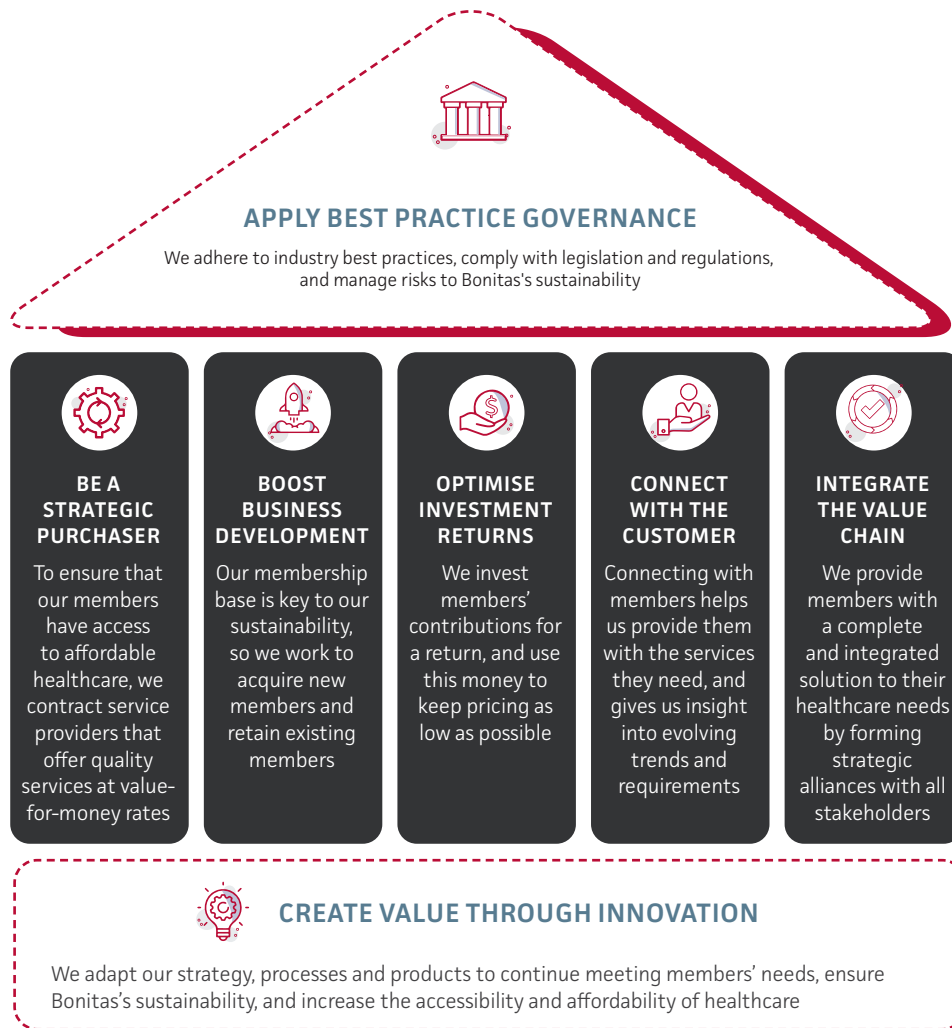 APPLY BEST PRACTICE GOVERNANCE
We adhere to industry best practices, comply with legislation and regulations,
and manage risks to Bonitas's sustainability
BE A
STRATEGIC
PURCHASER
To ensure that
our members
have access
to affordable
healthcare, we
contract service
providers that
offer quality
services at value-
for-money rates
BOOST
BUSINESS
DEVELOPMENT
Our membership
base is key to our
sustainability,
so we work to
acquire new
members and
retain existing
members
OPTIMISE
INVESTMENT
RETURNS
We invest
members’
contributions for
a return, and use
this money to
keep pricing as
low as possible
CONNECT
WITH THE
CUSTOMER
Connecting with
members helps
us provide them
with the services
they need, and
gives us insight
into evolving
trends and
requirements
INTEGRATE
THE VALUE
CHAIN
We provide
members with
a complete
and integrated
solution to their
healthcare needs
by forming
strategic
alliances with all
stakeholders
CREATE VALUE THROUGH INNOVATION
We adapt our strategy, processes and products to continue meeting members’ needs, ensure
Bonitas’s sustainability, and increase the accessibility and affordability of healthcare